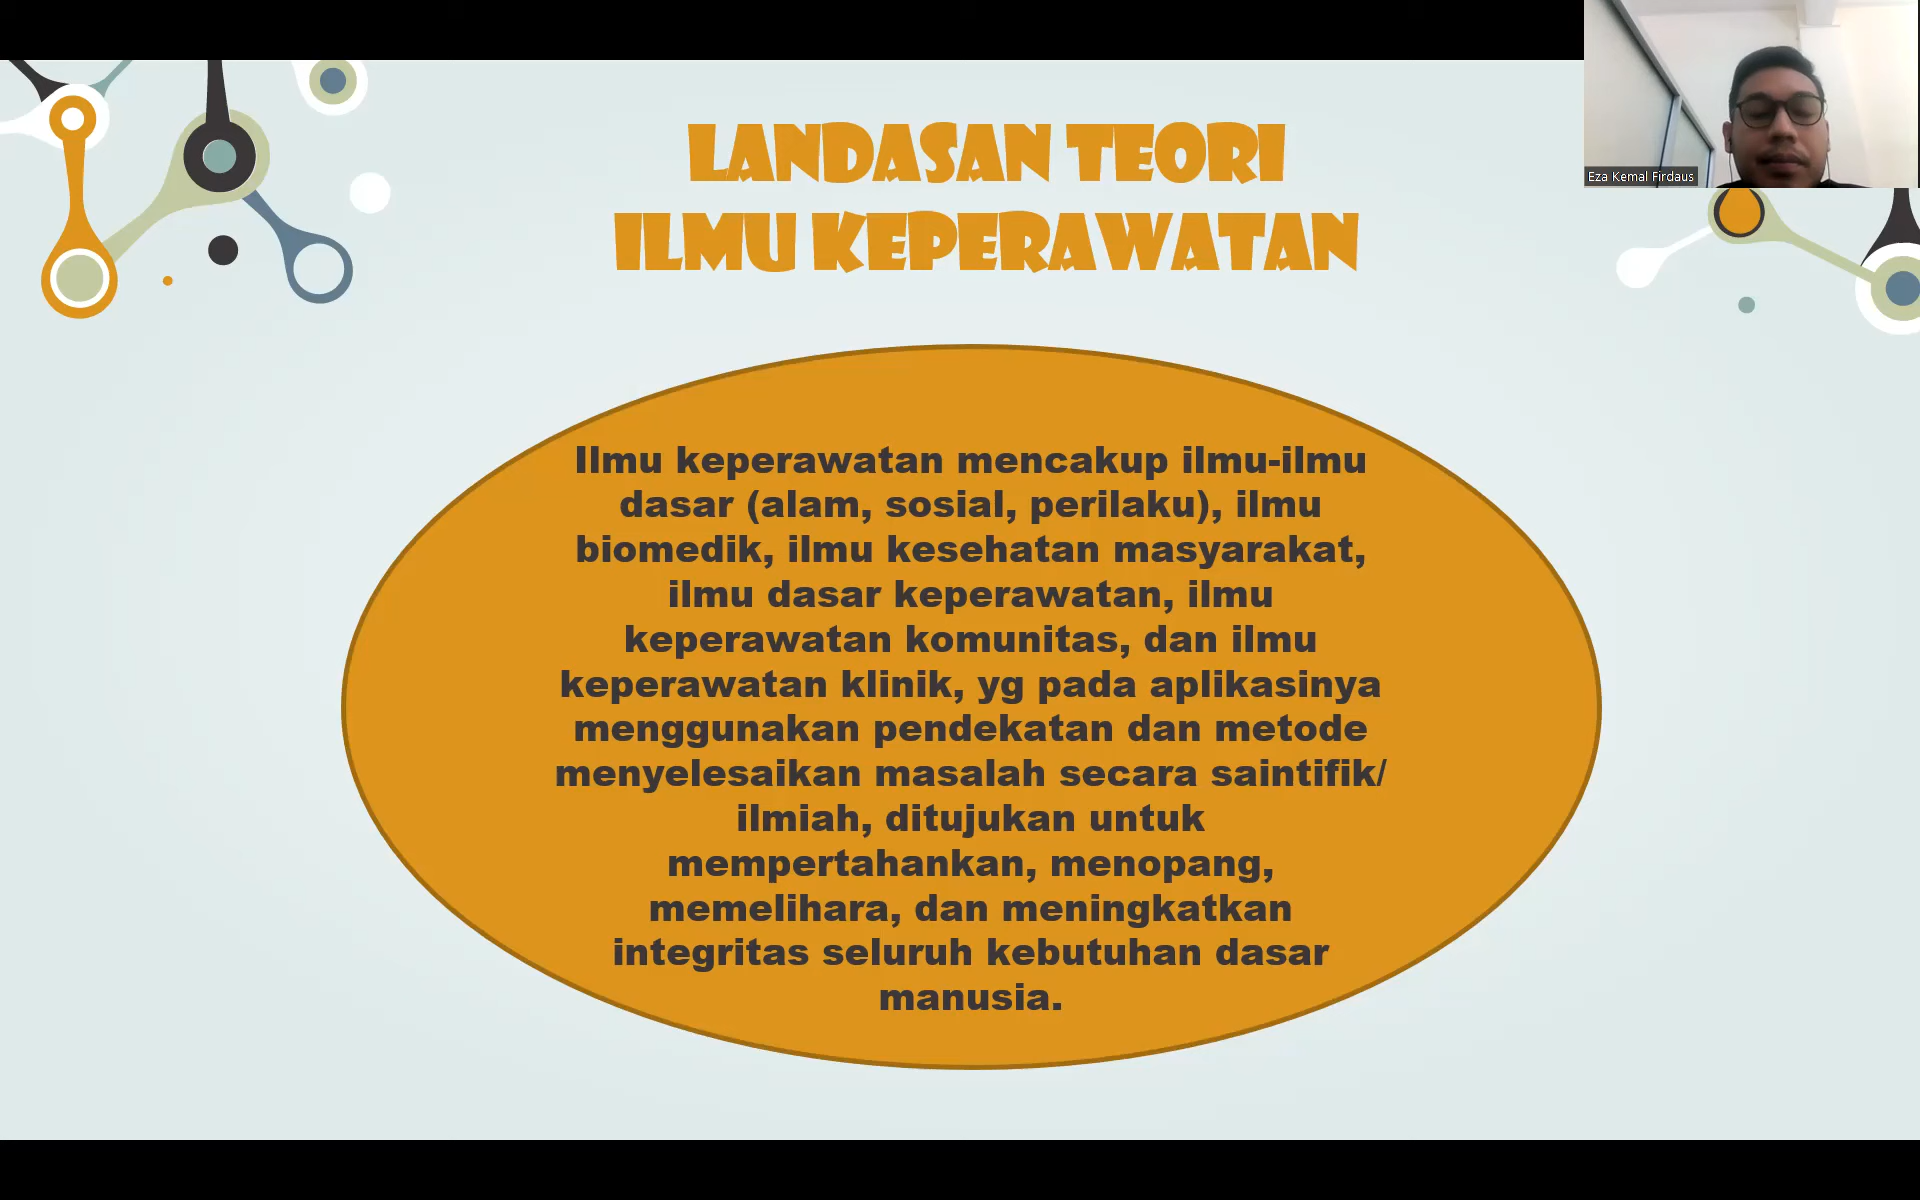 LANDASAN TEORI
ILMU KEPERAWATAN
Eza Kemal Firdaus
Ilmu keperawatan mencakup ilmu-ilmu
dasar (alam, sosial, perilaku), ilmu
biomedik, ilmu kesehatan masyarakat,
ilmu dasar keperawatan, ilmu
keperawatan komunitas, dan ilmu
keperawatan klinik, yg pada aplikasinya
menggunakan pendekatan dan metode
menyelesaikan masalah secara saintifik/
ilmiah, ditujukan untuk
mempertahankan, menopang,
memelihara, dan meningkatkan
integritas seluruh kebutuhan dasar
manusia.